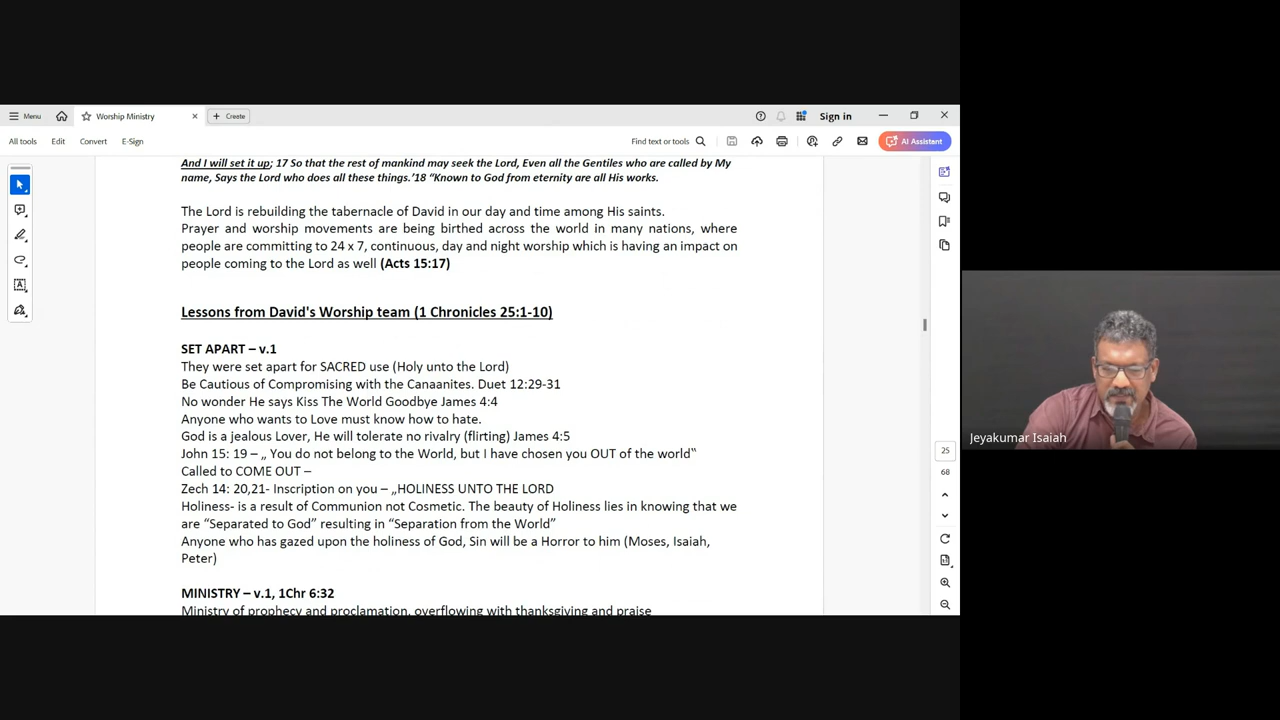 Menu
Worship Ministry
Create
Sign in
All tools
Edit
Convert
E-Sign
Find text or tools
AI Assistant
And I will set it up; 17 So that the rest of mankind may seek the Lord, Even all the Gentiles who are called by My
name, Says the Lord who does all these things.'18 “Known to God from eternity are all His works.
The Lord is rebuilding the tabernacle of David in our day and time among His saints.
Prayer and worship movements are being birthed across the world in many nations, where
people are committing to 24 x 7, continuous, day and night worship which is having an impact on
people coming to the Lord as well (Acts 15:17)
Lessons from David's Worship team (1 Chronicles 25:1-10)
SET APART – v.1
They were set apart for SACRED use (Holy unto the Lord)
Be Cautious of Compromising with the Canaanites. Duet 12:29-31
No wonder He says Kiss The World Goodbye James 4:4
Anyone who wants to Love must know how to hate.
God is a jealous Lover, He will tolerate no rivalry (flirting) James 4:5
John 15: 19 – „ You do not belong to the World, but I have chosen you OUT of the world‟
Called to COME OUT –
Zech 14: 20,21- Inscription on you – „HOLINESS UNTO THE LORD
Holiness- is a result of Communion not Cosmetic. The beauty of Holiness lies in knowing that we
are “Separated to God” resulting in “Separation from the World”
Anyone who has gazed upon the holiness of God, Sin will be a Horror to him (Moses, Isaiah,
Peter)
MINISTRY – v.1, 1Chr 6:32
Ministry of prophecy and proclamation, overflowing with thanksgiving and praise
25
68
Jeyakumar Isaiah